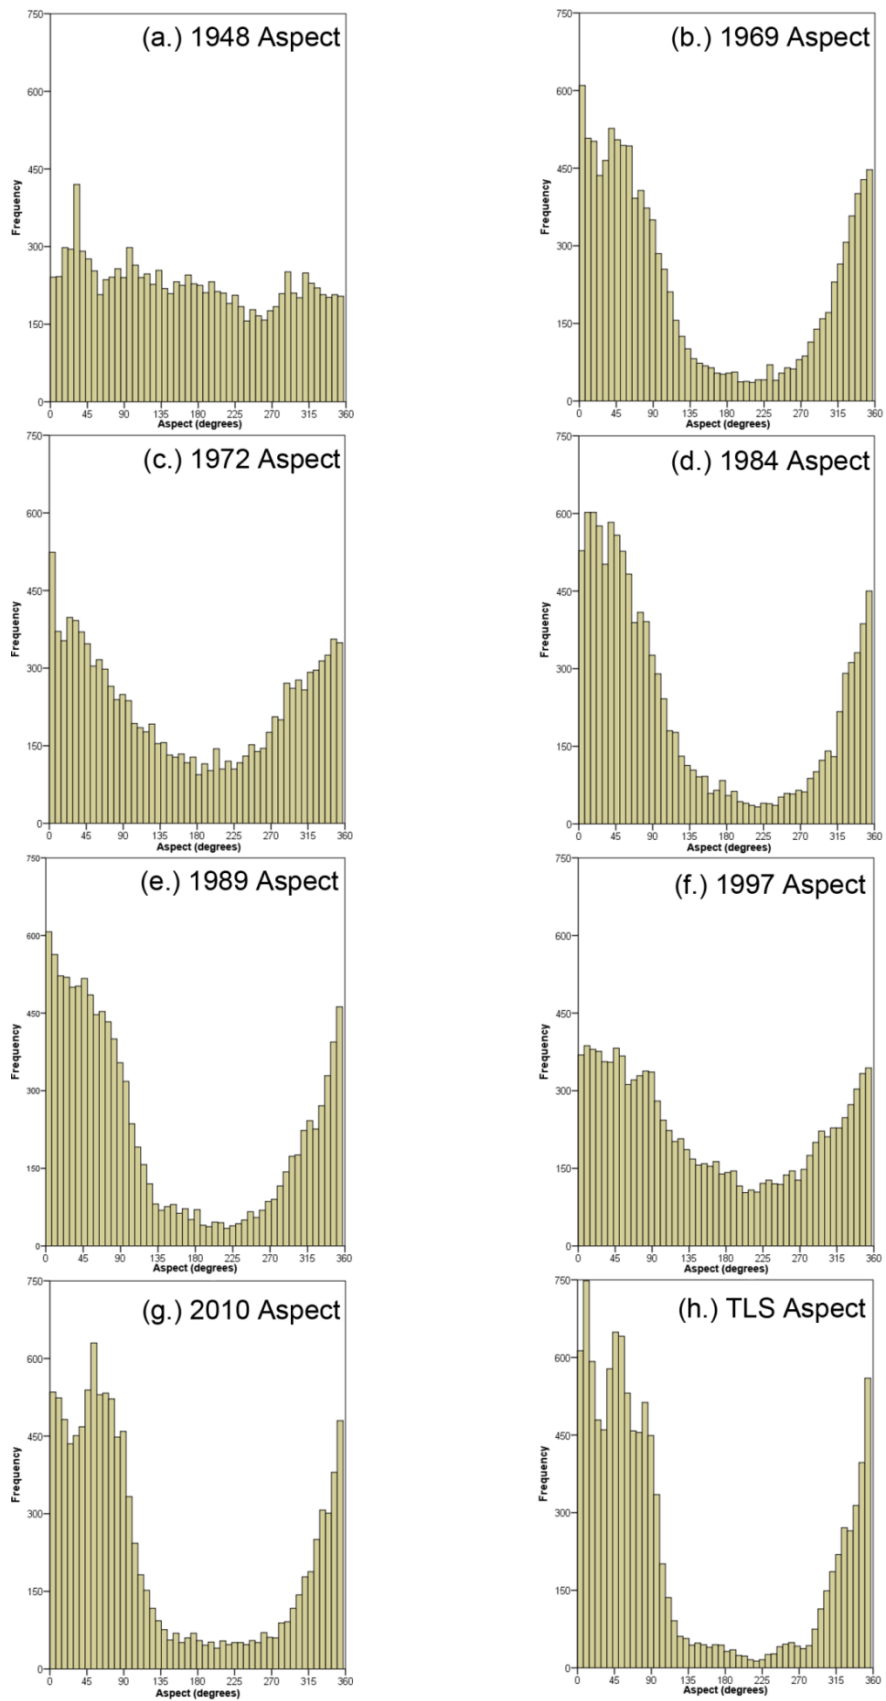 (a.) 1948 Aspect
750
600
450
300
150
0
Frequency
0 45 90 135 180 225 270 315 360
Aspect (degrees)
(b.) 1969 Aspect
750
600
450
300
150
0
Frequency
0 45 90 135 180 225 270 315 360
Aspect (degrees)
(c.) 1972 Aspect
750
600
450
300
150
0
Frequency
0 45 90 135 180 225 270 315 360
Aspect (degrees)
(d.) 1984 Aspect
750
600
450
300
150
0
Frequency
0 45 90 135 180 225 270 315 360
Aspect (degrees)
(e.) 1989 Aspect
750
600
450
300
150
0
Frequency
0 45 90 135 180 225 270 315 360
Aspect (degrees)
(f.) 1997 Aspect
750
600
450
300
150
0
Frequency
0 45 90 135 180 225 270 315 360
Aspect (degrees)
(g.) 2010 Aspect
750
600
450
300
150
0
Frequency
0 45 90 135 180 225 270 315 360
Aspect (degrees)
(h.) TLS Aspect
750
600
450
300
150
0
Frequency
0 45 90 135 180 225 270 315 360
Aspect (degrees)